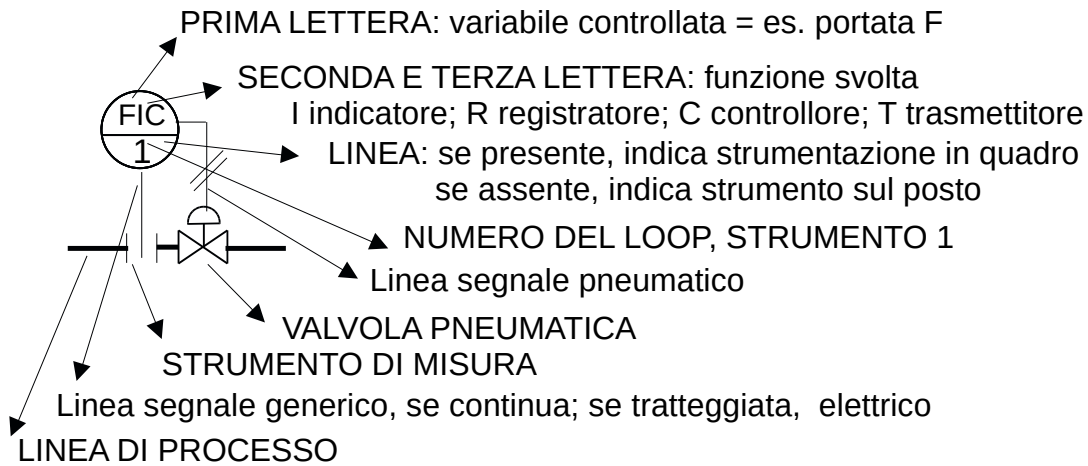 PRIMA LETTERA: variabile controllata = es. portata F
SECONDA E TERZA LETTERA: funzione svolta
I indicatore; R registratore; C controllore; T trasmettitore
FIC
1
LINEA: se presente, indica strumentazione in quadro
se assente, indica strumento sul posto
NUMERO DEL LOOP, STRUMENTO 1
Linea segnale pneumatico
VALVOLA PNEUMATICA
STRUMENTO DI MISURA
Linea segnale generico, se continua; se tratteggiata, elettrico
LINEA DI PROCESSO